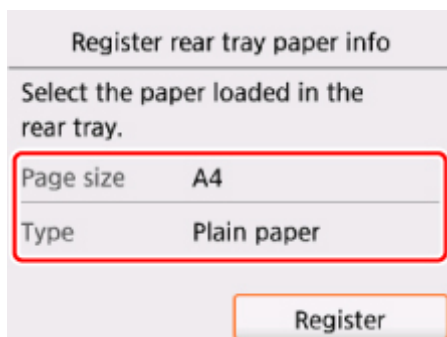 Register rear tray paper info
Select the paper loaded in the
rear tray.
Page size A4
Type Plain paper
Register